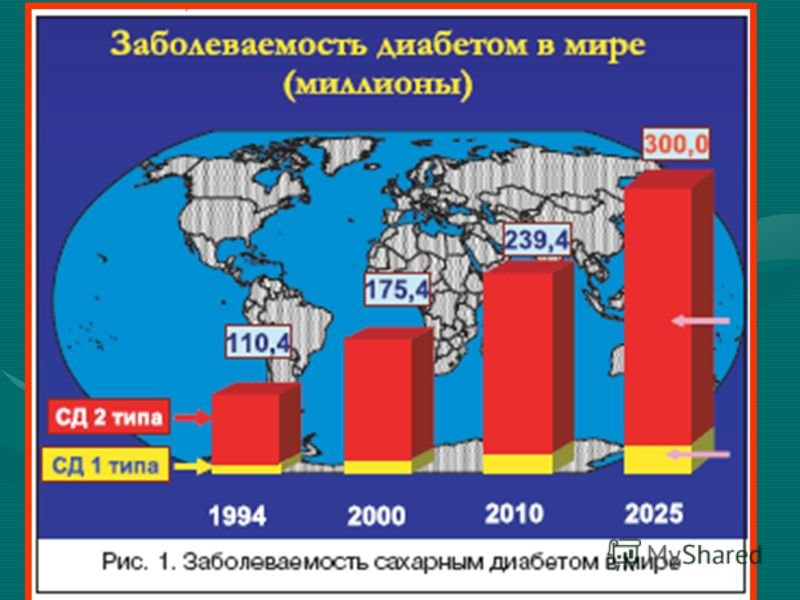 Заболеваемость диабетом в мире
(миллионы)
300,0
239,4
175,4
110,4
СД 2 типа
СД 1 типа
1994 2000 2010 2025
Рис. 1. Заболеваемость сахарным диабетом в мире
MyShared